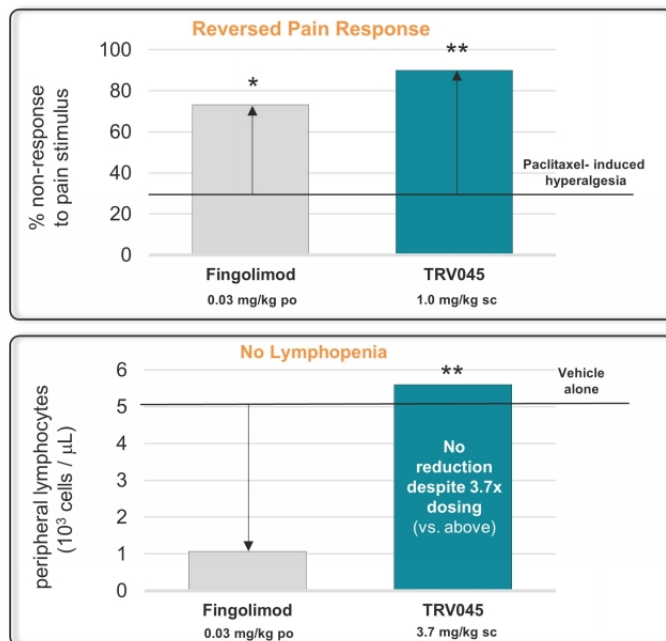 Reversed Pain Response
% non-response
to pain stimulus
100
80
60
40
20
0
*
**
Paclitaxel- induced
hyperalgesia
Fingolimod
0.03 mg/kg po
TRV045
1.0 mg/kg sc
No Lymphopenia
peripheral lymphocytes
(10³ cells / µL)
6
5
4
3
2
1
0
**
Vehicle
alone
No
reduction
despite 3.7x
dosing
(vs. above)
Fingolimod
0.03 mg/kg po
TRV045
3.7 mg/kg sc